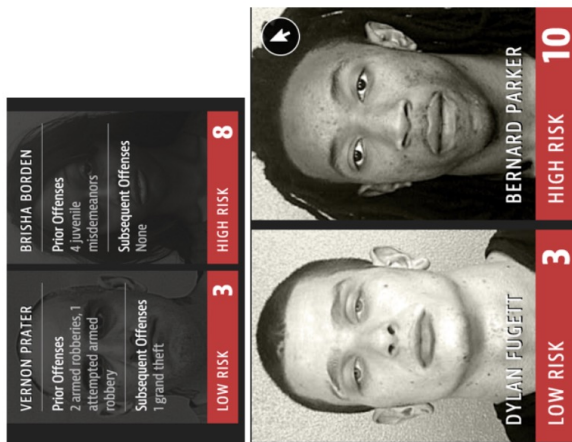 VERNON PRATER
Prior Offenses
2 armed robberies, 1
attempted armed
robbery
Subsequent Offenses
1 grand theft
LOW RISK
3
BRISHA BORDEN
Prior Offenses
4 juvenile
misdemeanors
Subsequent Offenses
None
HIGH RISK
8
DYLAN FUGETT
LOW RISK
3
BERNARD PARKER
HIGH RISK
10